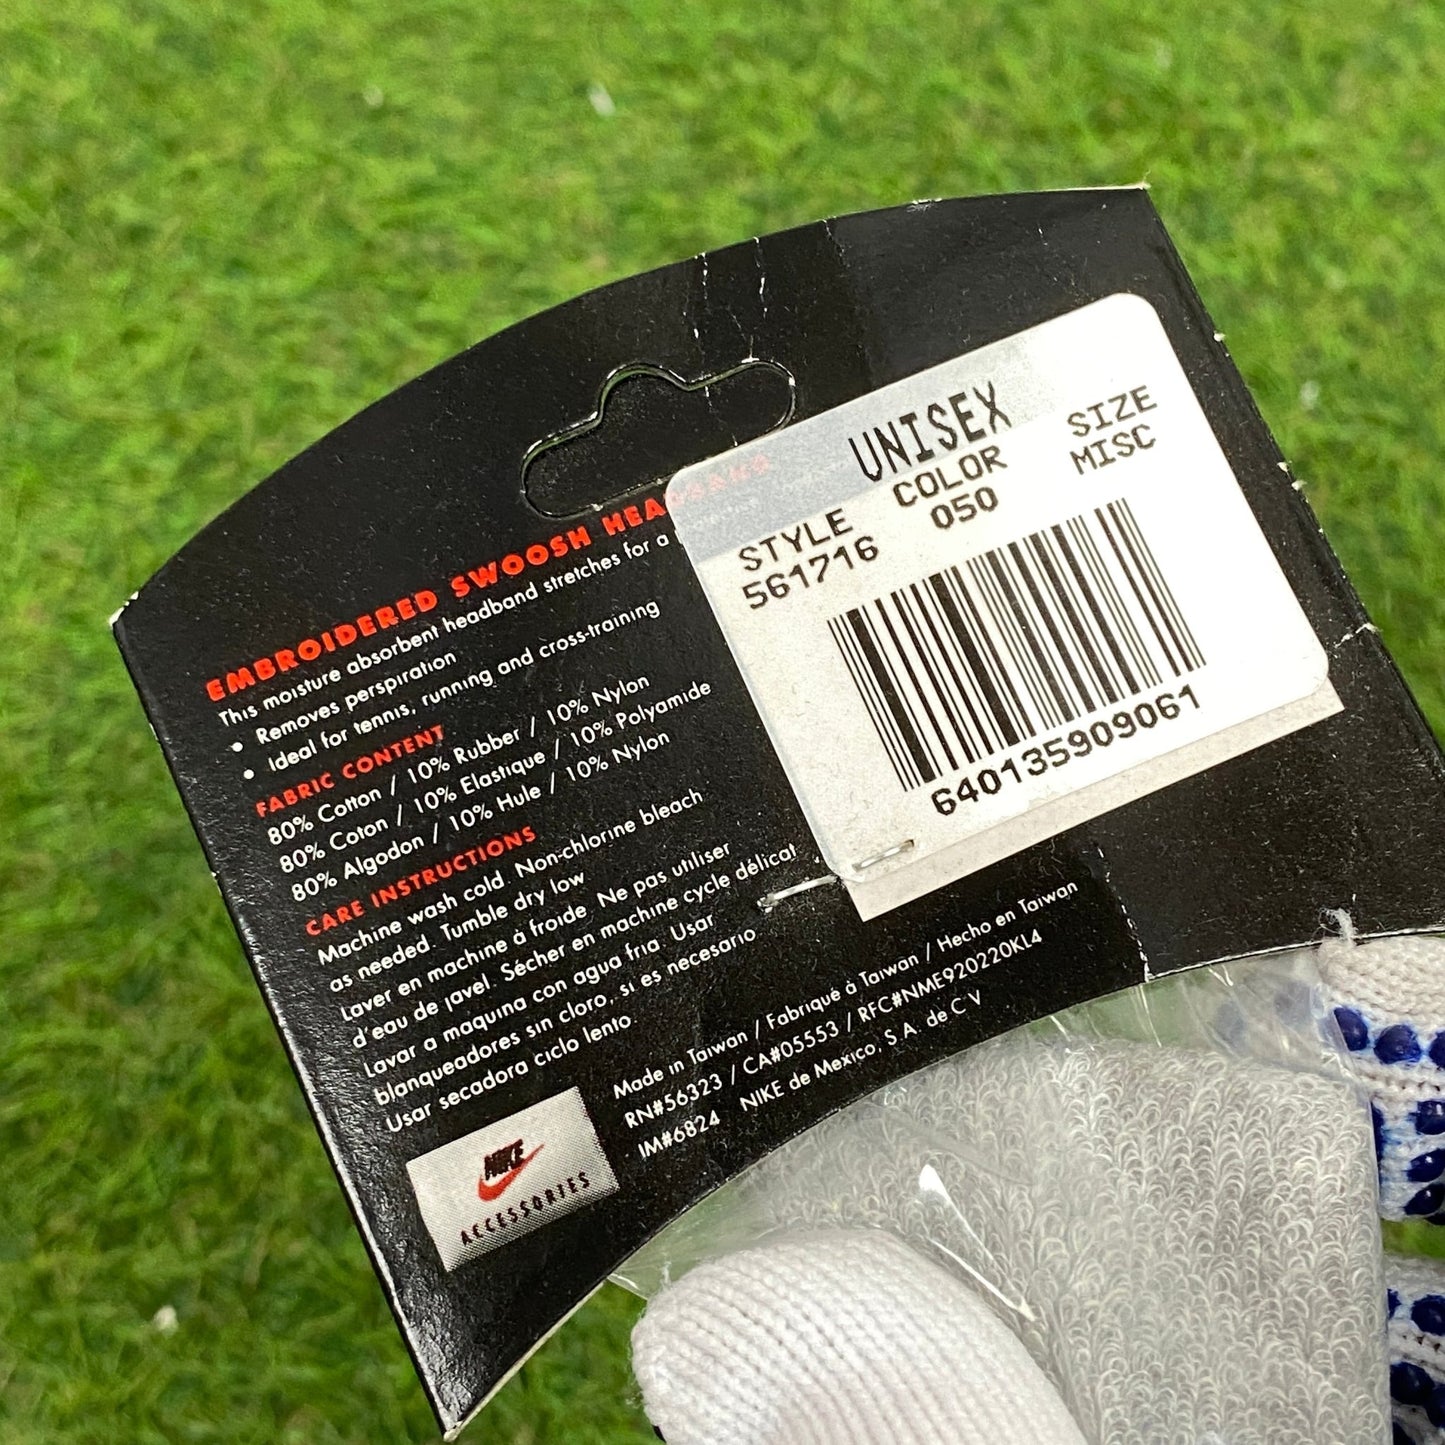 UNISEX
STYLE COLOR SIZE
561716 050 MISC
640135909061
EMBROIDERED SWOOSH HEADBAND
This moisture absorbent headband stretches for a
• Removes perspiration
• Ideal for tennis, running and cross-training
FABRIC CONTENT
80% Cotton / 10% Rubber / 10% Nylon
80% Coton / 10% Elastique / 10% Polyamide
80% Algodon / 10% Hule / 10% Nylon
CARE INSTRUCTIONS
Machine wash cold. Non-chlorine bleach
as needed. Tumble dry low
Laver en machine á froide. Ne pas utiliser
d'eau de javel. Sécher en machine cycle délicat
Lavar a maquina con agua fria. Usar
blanqueadores sin cloro, si es necesario
Usar secadora ciclo lento.
Made in Taiwan / Fabriqué à Taiwan / Hecho en Taiwan
RN#56323 / CA#05553 / RFC#NME920220KL4
IM#6824 NIKE de Mexico, S.A. de C V
NIKE
ACCESSORIES